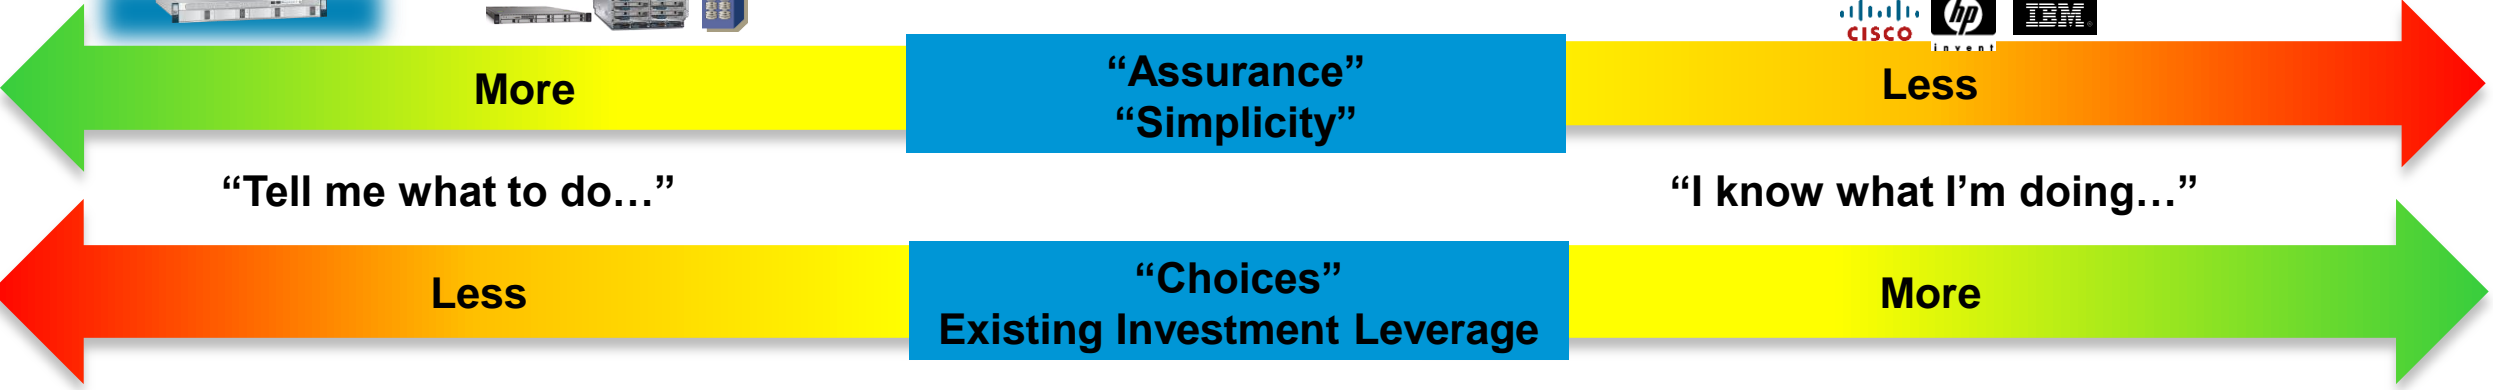 CISCO
hp
invent
IBM
More
“Assurance”
“Simplicity”
Less
“Tell me what to do…”
“I know what I’m doing…”
Less
“Choices”
Existing Investment Leverage
More